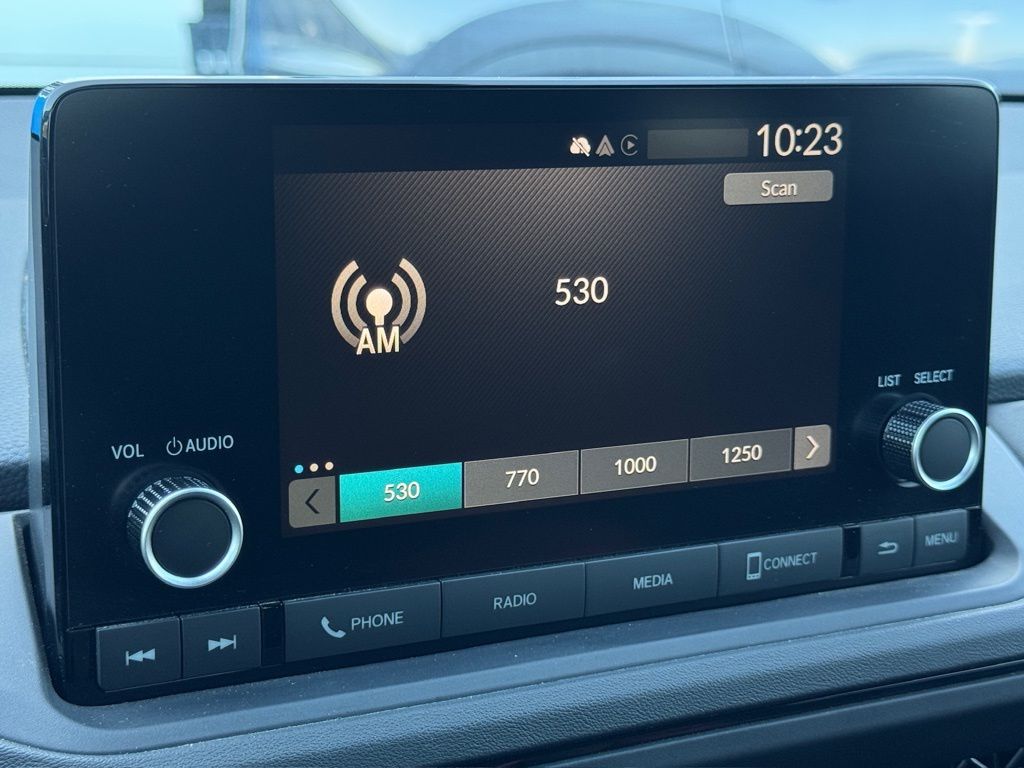 10:23
Scan
AM
530
LIST SELECT
VOL AUDIO
530 770 1000 1250
PHONE RADIO MEDIA CONNECT MENU